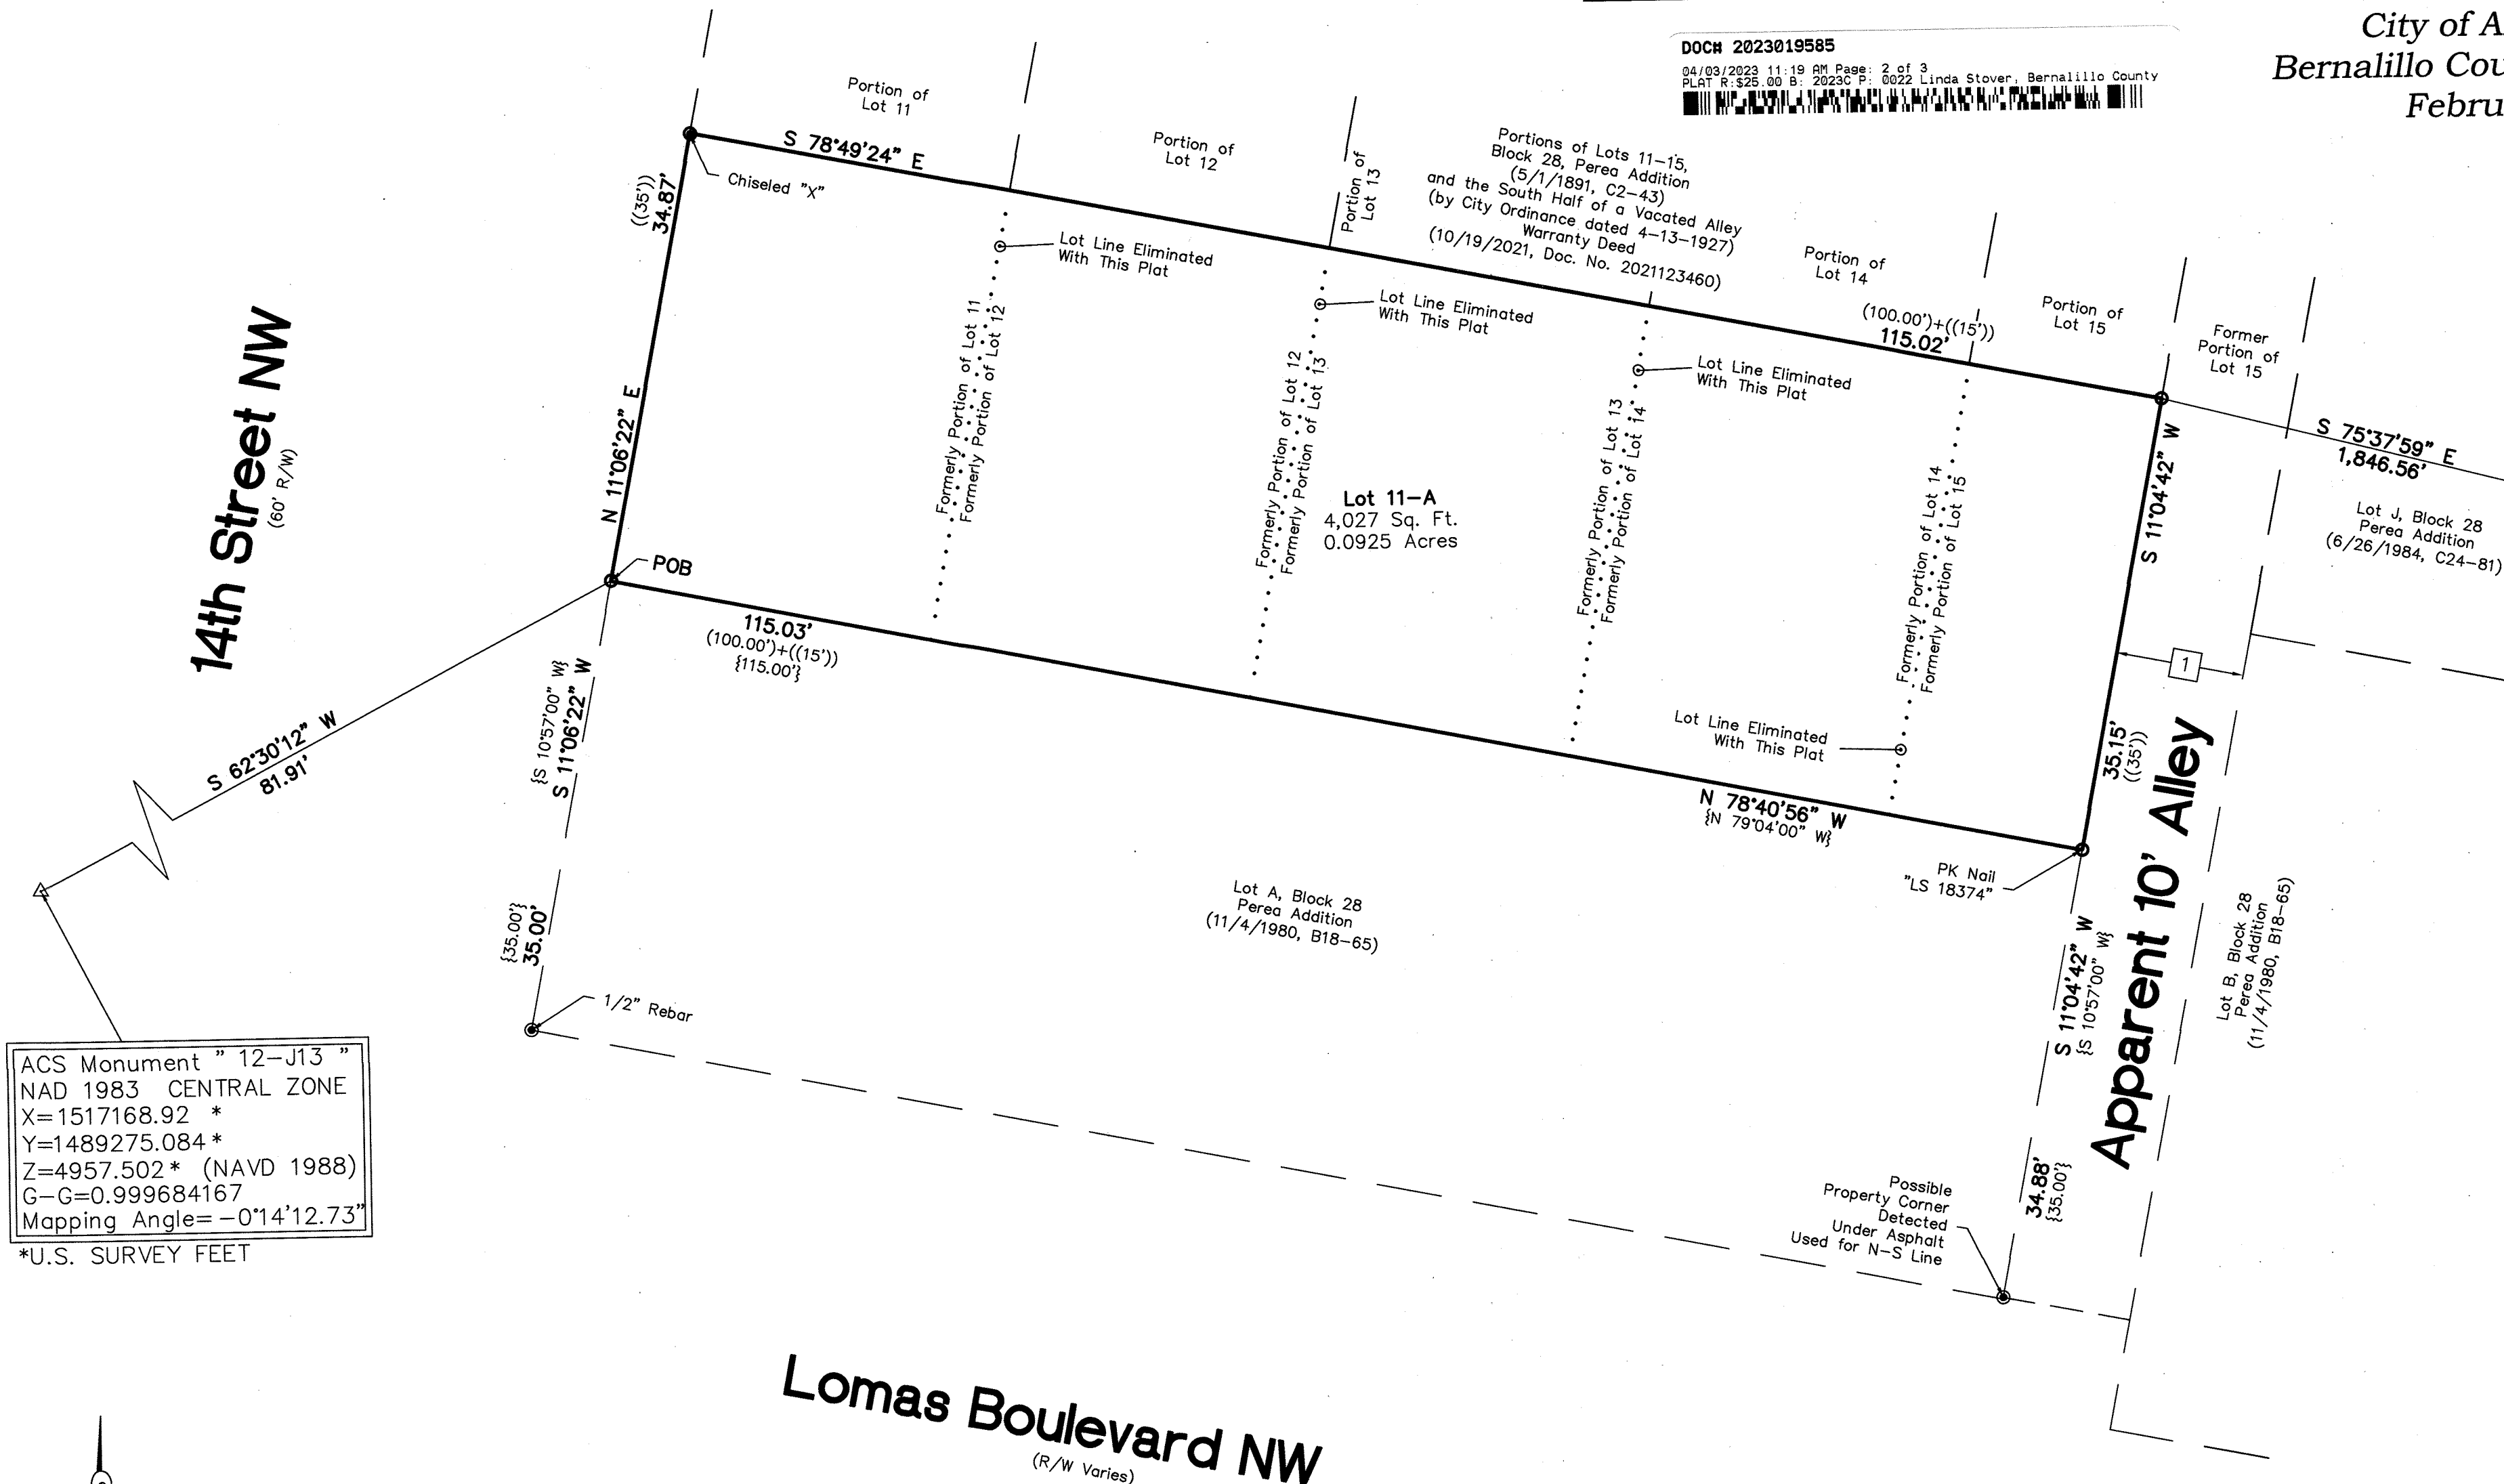 City of A
Bernalillo Cou
Febru
DOC# 2023019585
04/03/2023 11:19 AM Page: 2 of 3
PLAT R:$25.00 B: 2023C P: 0022 Linda Stover, Bernalillo County
Portion of
Lot 11
Portion of
Lot 12
Portion of
Lot 13
Portions of Lots 11-15,
Block 28, Perea Addition
(5/1/1891, C2-43)
and the South Half of a Vacated Alley
(by City Ordinance dated 4-13-1927)
Warranty Deed
(10/19/2021, Doc. No. 2021123460)
Portion of
Lot 14
Portion of
Lot 15
Former
Portion of
Lot 15
S 78°49'24" E
(100.00')+((15'))
115.02'
Chiseled "X"
((35'))
34.87'
N 11°06'22" E
Lot Line Eliminated
With This Plat
Lot Line Eliminated
With This Plat
Lot Line Eliminated
With This Plat
Formerly Portion of Lot 11
Formerly Portion of Lot 12
Formerly Portion of Lot 12
Formerly Portion of Lot 13
Formerly Portion of Lot 13
Formerly Portion of Lot 14
Formerly Portion of Lot 14
Formerly Portion of Lot 15
Lot 11-A
4,027 Sq. Ft.
0.0925 Acres
S 75°37'59" E
1,846.56'
S 11°04'42" W
Lot J, Block 28
Perea Addition
(6/26/1984, C24-81)
14th Street NW
(60' R/W)
POB
115.03'
(100.00')+((15'))
{115.00'}
1
Lot Line Eliminated
With This Plat
35.15'
((35'))
N 78°40'56" W
{N 79°04'00" W}
S 62°30'12" W
81.91'
{S 10°57'00" W}
S 11°06'22" W
{35.00'}
35.00'
PK Nail
"LS 18374"
Lot A, Block 28
Perea Addition
(11/4/1980, B18-65)
Apparent 10' Alley
Lot B, Block 28
Perea Addition
(11/4/1980, B18-65)
S 11°04'42" W
{S 10°57'00" W}
34.88'
{35.00'}
1/2" Rebar
ACS Monument " 12-J13 "
NAD 1983 CENTRAL ZONE
X=1517168.92 *
Y=1489275.084 *
Z=4957.502 * (NAVD 1988)
G-G=0.999684167
Mapping Angle= -0°14'12.73"
*U.S. SURVEY FEET
Possible
Property Corner
Detected
Under Asphalt
Used for N-S Line
Lomas Boulevard NW
(R/W Varies)